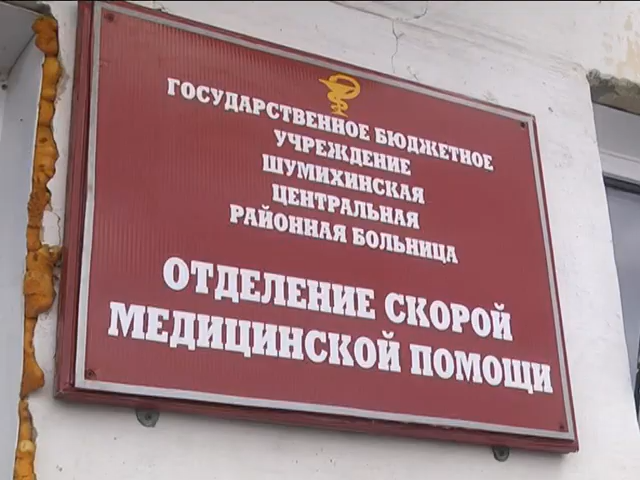 ГОСУДАРСТВЕННОЕ БЮДЖЕТНОЕ
УЧРЕЖДЕНИЕ
ШУМИХИНСКАЯ
ЦЕНТРАЛЬНАЯ
РАЙОННАЯ БОЛЬНИЦА
ОТДЕЛЕНИЕ СКОРОЙ
МЕДИЦИНСКОЙ ПОМОЩИ